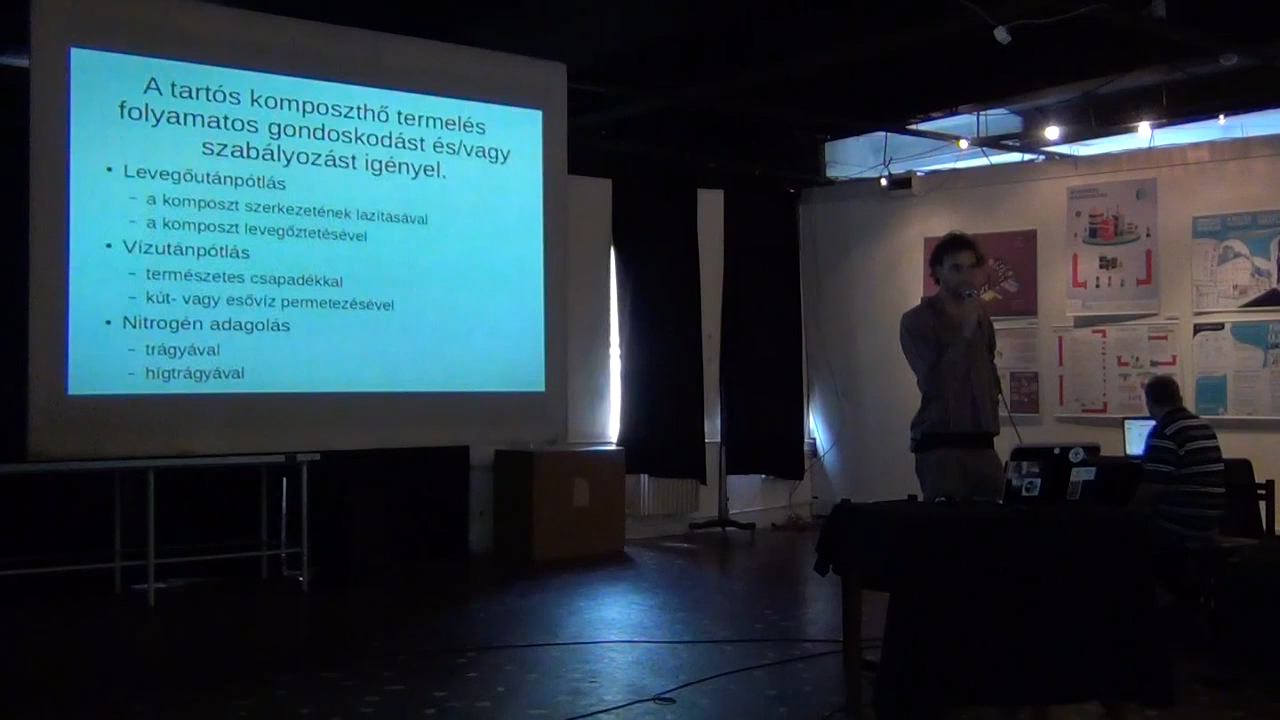 A tartós komposzthő termelés
folyamatos gondoskodást és/vagy
szabályozást igényel.
• Levegőutánpótlás
– a komposzt szerkezetének lazításával
– a komposzt levegőztetésével
• Vízutánpótlás
– természetes csapadékkal
– kút- vagy esővíz permetezésével
• Nitrogén adagolás
– trágyával
– hígtrágyával